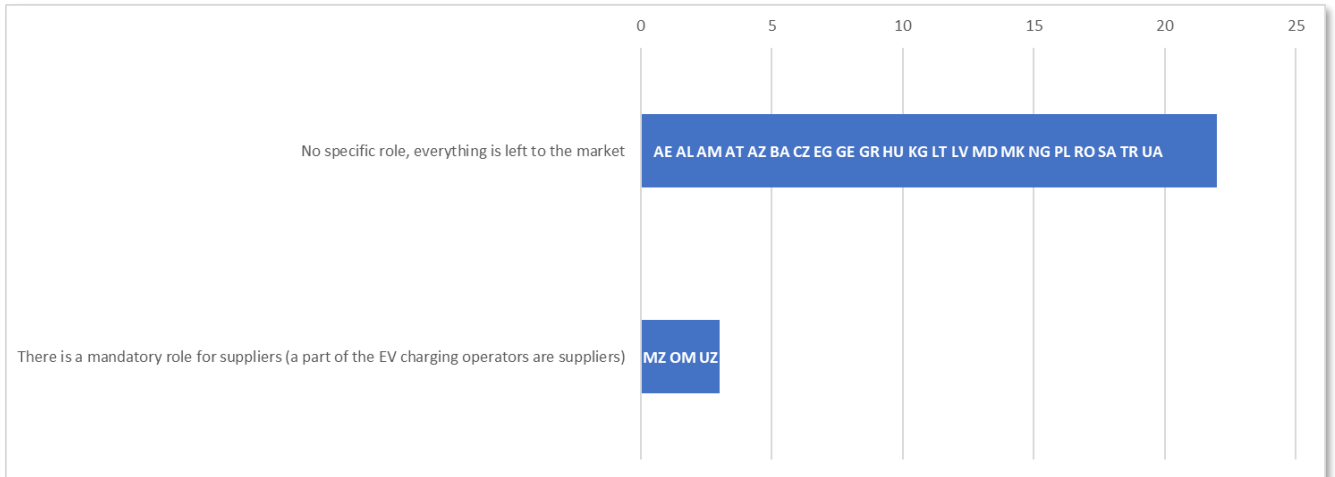 0 5 10 15 20 25
No specific role, everything is left to the market
AE AL AM AT AZ BA CZ EG GE GR HU KG LT LV MD MK NG PL RO SA TR UA
There is a mandatory role for suppliers (a part of the EV charging operators are suppliers)
MZ OM UZ